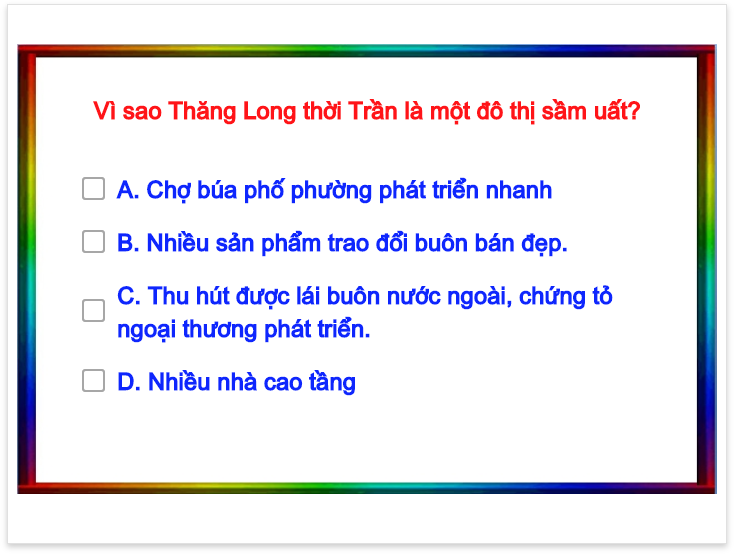 Vì sao Thăng Long thời Trần là một đô thị sầm uất?
A. Chợ búa phố phường phát triển nhanh
B. Nhiều sản phẩm trao đổi buôn bán đẹp.
C. Thu hút được lái buôn nước ngoài, chứng tỏ
ngoại thương phát triển.
D. Nhiều nhà cao tầng